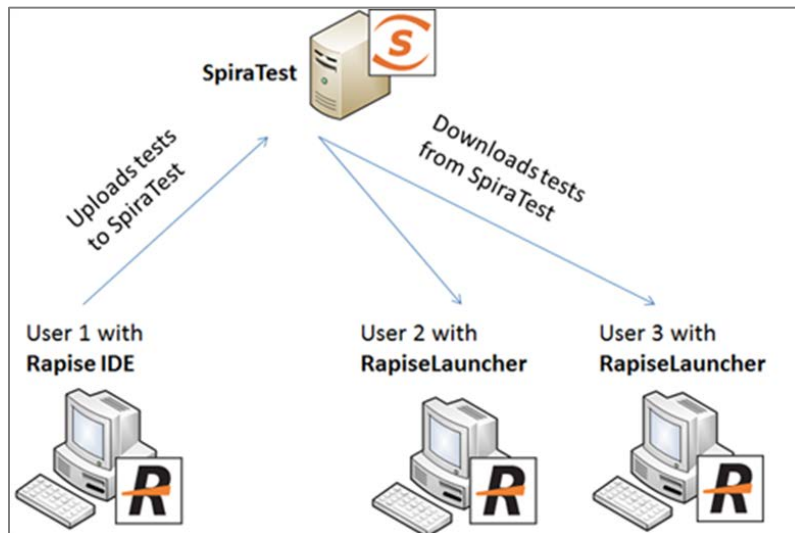 SpiraTest
S
Uploads tests
to SpiraTest
Downloads tests
from SpiraTest
User 1 with
Rapise IDE
User 2 with
RapiseLauncher
User 3 with
RapiseLauncher
R
R
R